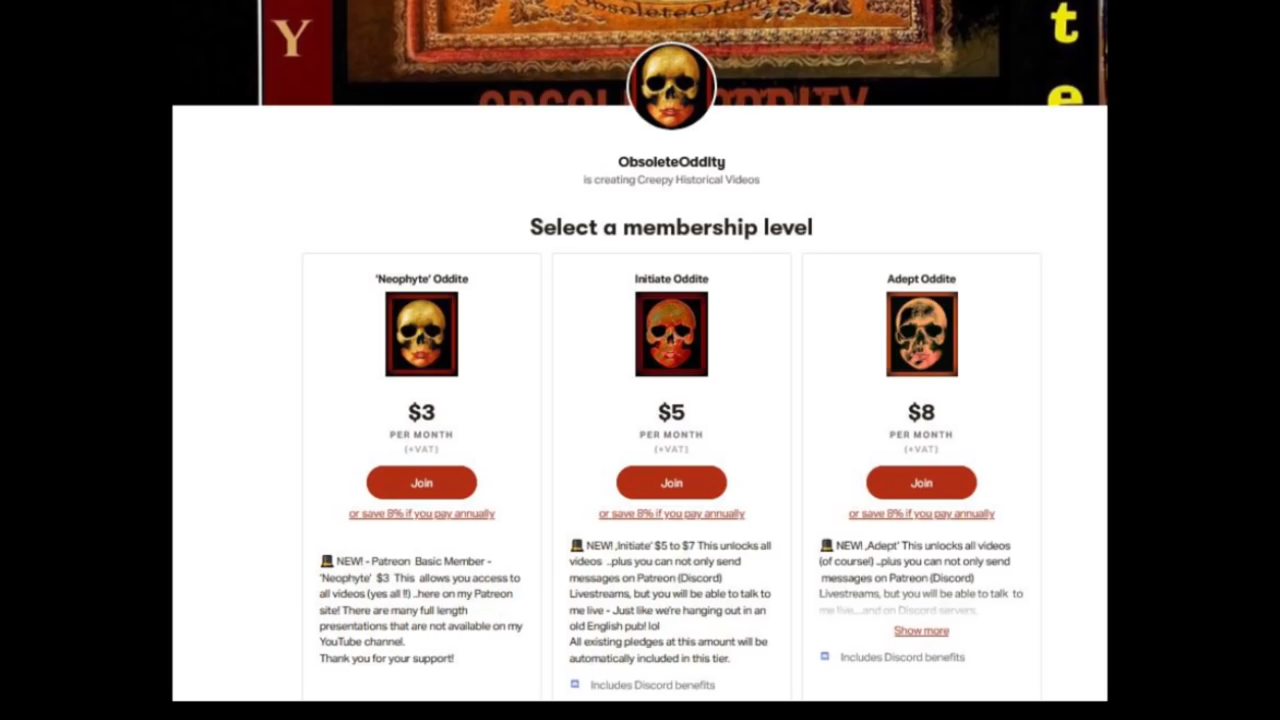 Y
ObsoleteOddity
t
OBSOLETEODDITY
e
ObsoleteOddity
is creating Creepy Historical Videos
Select a membership level
'Neophyte' Oddite
$3
PER MONTH
(+VAT)
Join
or save 8% if you pay annually
🎩 NEW! - Patreon Basic Member -
'Neophyte' $3 This allows you access to
all videos (yes all !!) ..here on my Patreon
site! There are many full length
presentations that are not available on my
YouTube channel.
Thank you for your support!
Initiate Oddite
$5
PER MONTH
(+VAT)
Join
or save 8% if you pay annually
🎩 NEW! ,Initiate' $5 to $7 This unlocks all
videos ..plus you can not only send
messages on Patreon (Discord)
Livestreams, but you will be able to talk to
me live - Just like we're hanging out in an
old English pub! lol
All existing pledges at this amount will be
automatically included in this tier.
Includes Discord benefits
Adept Oddite
$8
PER MONTH
(+VAT)
Join
or save 8% if you pay annually
🎩 NEW! ,Adept' This unlocks all videos
(of course!) ..plus you can not only send
messages on Patreon (Discord)
Livestreams, but you will be able to talk to
me live....and on Discord servers.
Show more
Includes Discord benefits